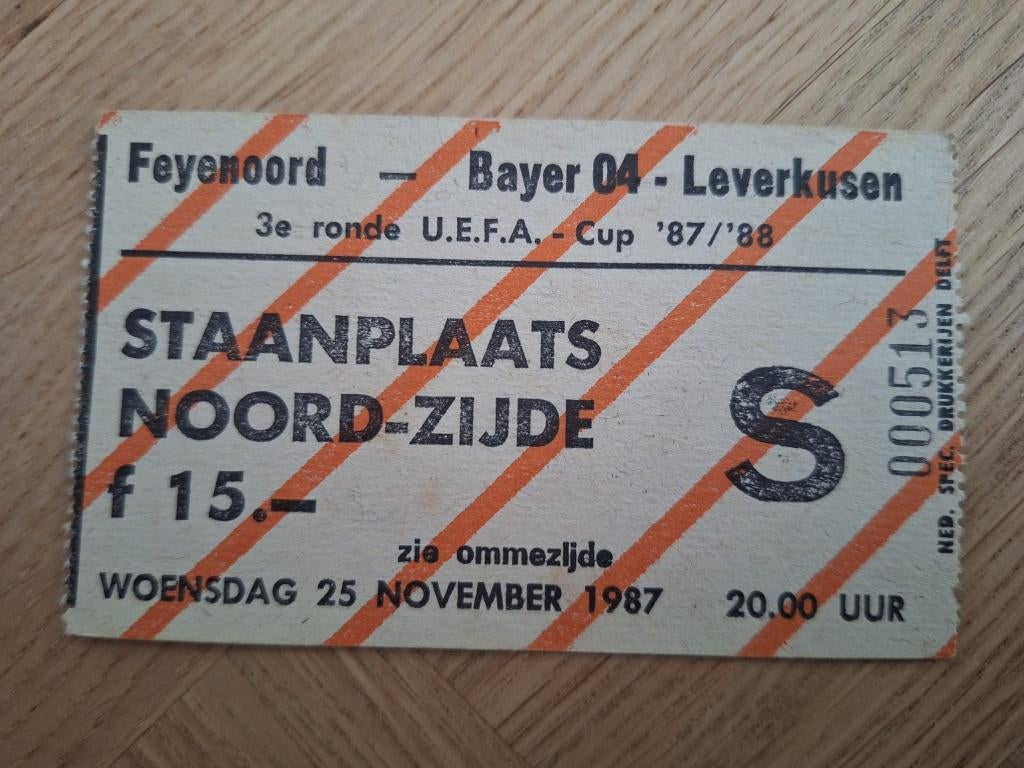 Feyenoord — Bayer 04 - Leverkusen
3e ronde U.E.F.A. - Cup '87/'88
STAANPLAATS
NOORD-ZIJDE
f 15.—
S
zie ommezijde
WOENSDAG 25 NOVEMBER 1987 20.00 UUR
000513
NED. SPEC. DRUKKERIJEN DELFT